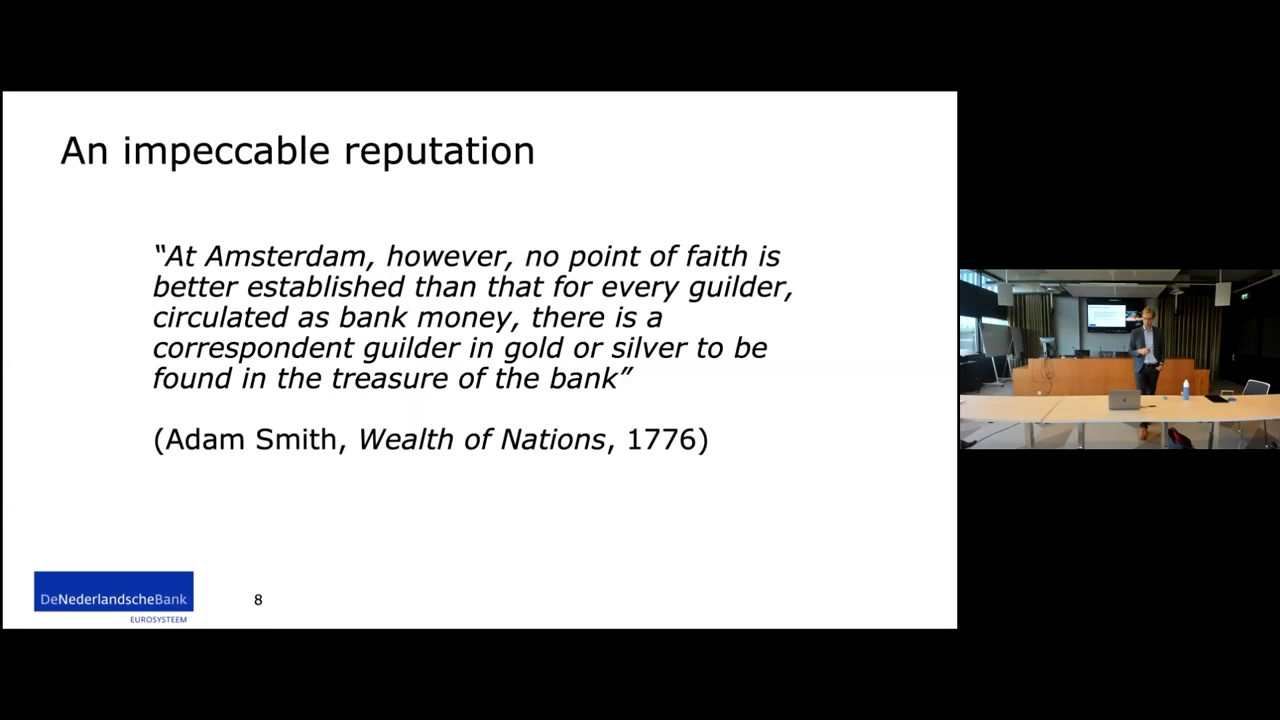 An impeccable reputation
“At Amsterdam, however, no point of faith is
better established than that for every guilder,
circulated as bank money, there is a
correspondent guilder in gold or silver to be
found in the treasure of the bank”
(Adam Smith, Wealth of Nations, 1776)
DeNederlandscheBank
EUROSYSTEEM
8